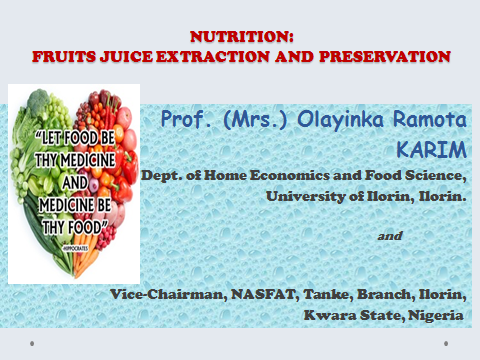 NUTRITION:
FRUITS JUICE EXTRACTION AND PRESERVATION
"LET FOOD BE
THY MEDICINE
AND
MEDICINE BE
THY FOOD"
-HIPPOCRATES
Prof. (Mrs.) Olayinka Ramota
KARIM
Dept. of Home Economics and Food Science,
University of Ilorin, Ilorin.
and
Vice-Chairman, NASFAT, Tanke, Branch, Ilorin,
Kwara State, Nigeria